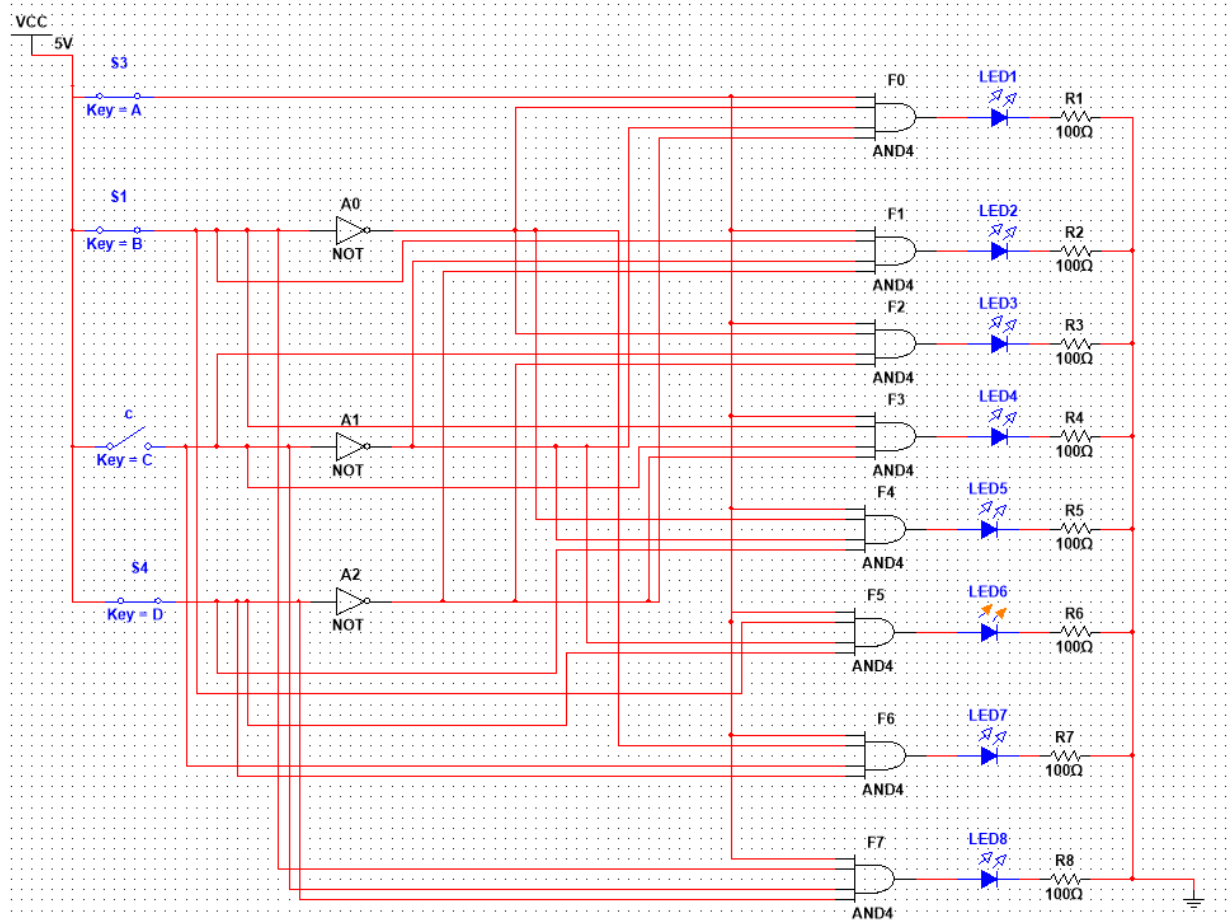 VCC
5V
S3
Key = A
F0
LED1
R1
100Ω
AND4
S1
Key = B
A0
NOT
F1
LED2
R2
100Ω
AND4
F2
LED3
R3
100Ω
AND4
c
Key = C
A1
NOT
F3
LED4
R4
100Ω
AND4
F4
LED5
R5
100Ω
AND4
S4
Key = D
A2
NOT
F5
LED6
R6
100Ω
AND4
F6
LED7
R7
100Ω
AND4
F7
LED8
R8
100Ω
AND4